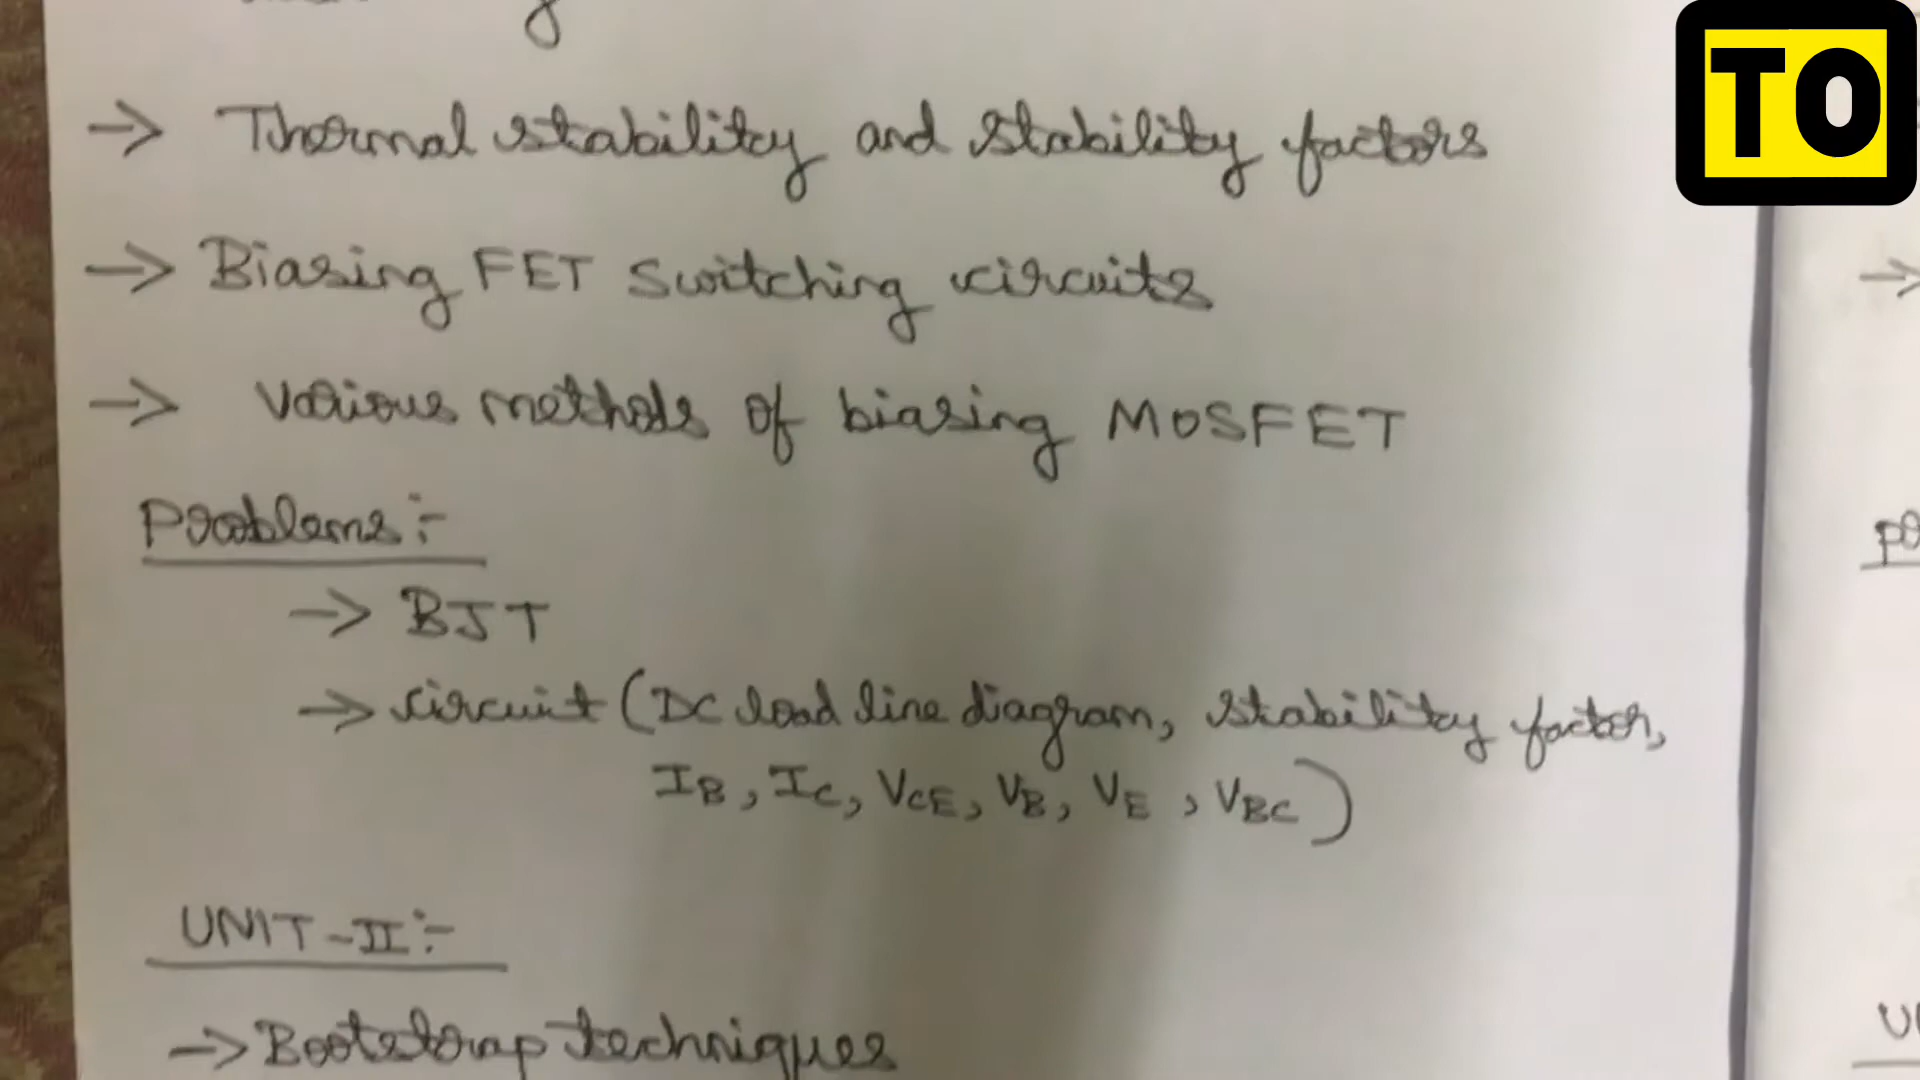 TO
→ Thermal stability and stability factors
→ Biasing FET switching circuits
→ Various methods of biasing MOSFET
Problems:-
→ BJT
→ circuit (DC load line diagram, stability factor,
IB, IC, VCE, VB, VE, VBC)
UNIT-II:-
→ Bootstrap techniques